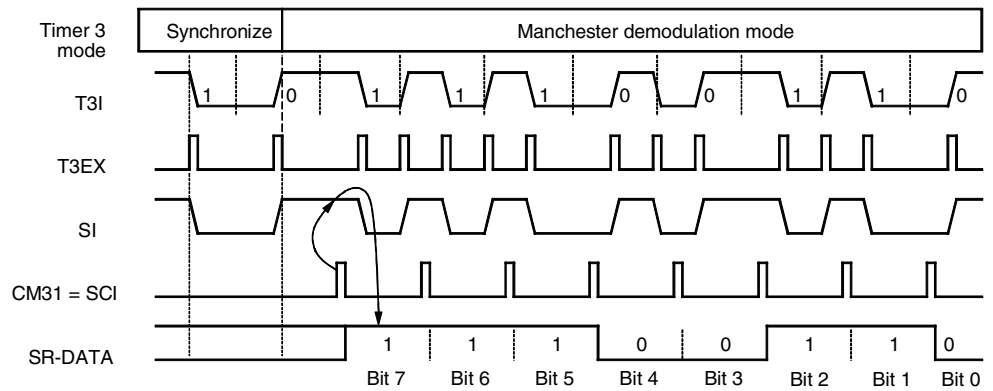 Timer 3
mode
Synchronize
Manchester demodulation mode
T3I
1 0 1 1 1 0 0 1 1 0
T3EX
SI
CM31 = SCI
SR-DATA
1 1 1 0 0 1 1 0
Bit 7 Bit 6 Bit 5 Bit 4 Bit 3 Bit 2 Bit 1 Bit 0